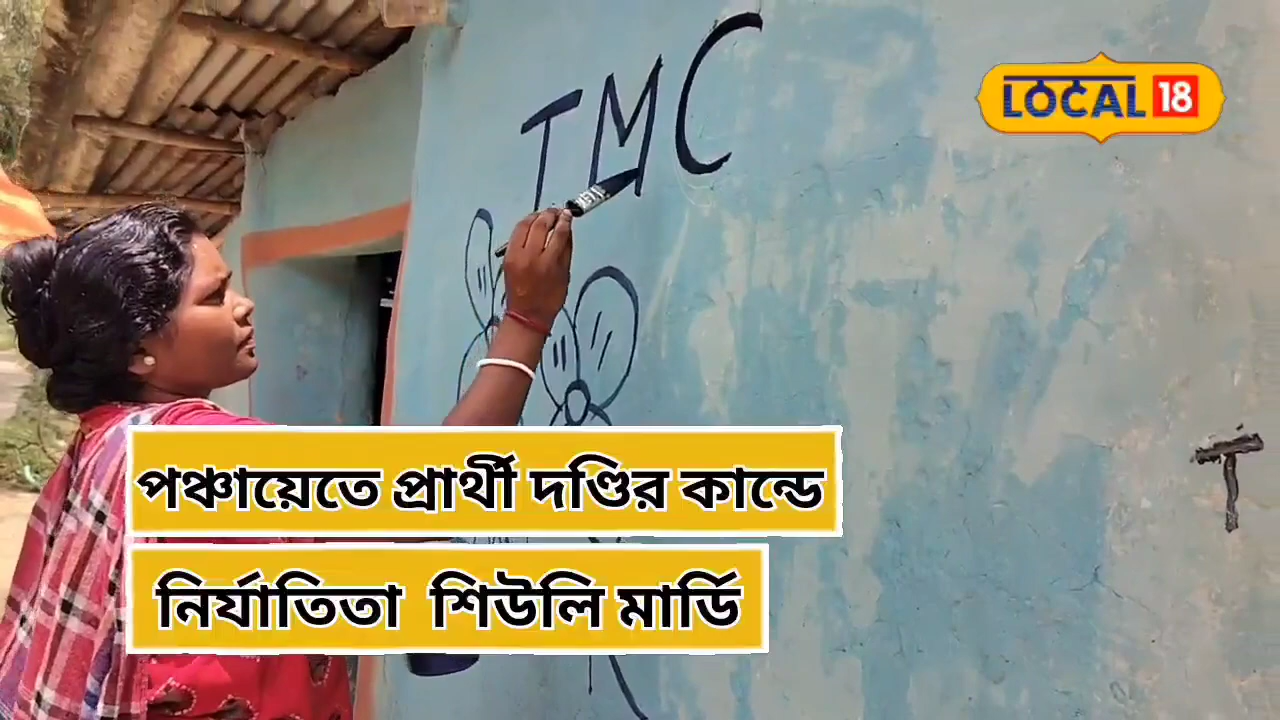 TMC
LOCAL 18
T
পঞ্চায়েতে প্রার্থী দণ্ডির কান্ডে
নির্যাতিতা শিউলি মার্ডি